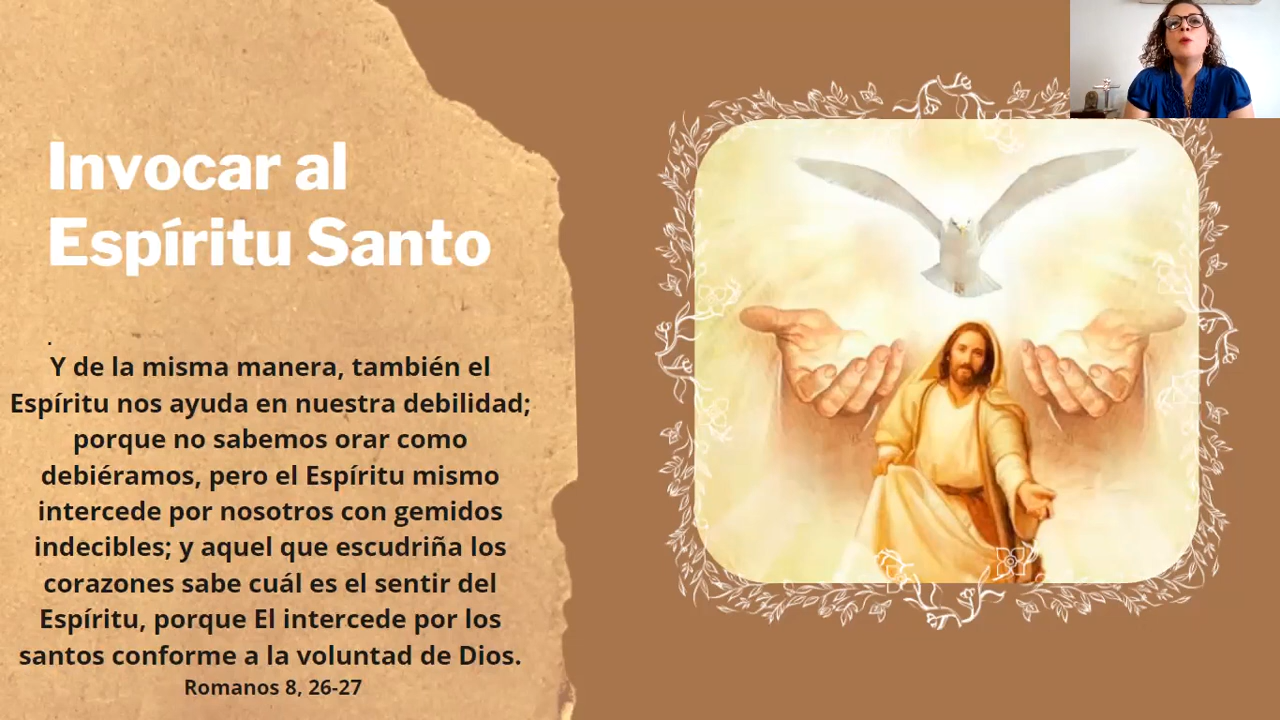 Invocar al
Espíritu Santo
.
Y de la misma manera, también el
Espíritu nos ayuda en nuestra debilidad;
porque no sabemos orar como
debiéramos, pero el Espíritu mismo
intercede por nosotros con gemidos
indecibles; y aquel que escudriña los
corazones sabe cuál es el sentir del
Espíritu, porque El intercede por los
santos conforme a la voluntad de Dios.
Romanos 8, 26-27